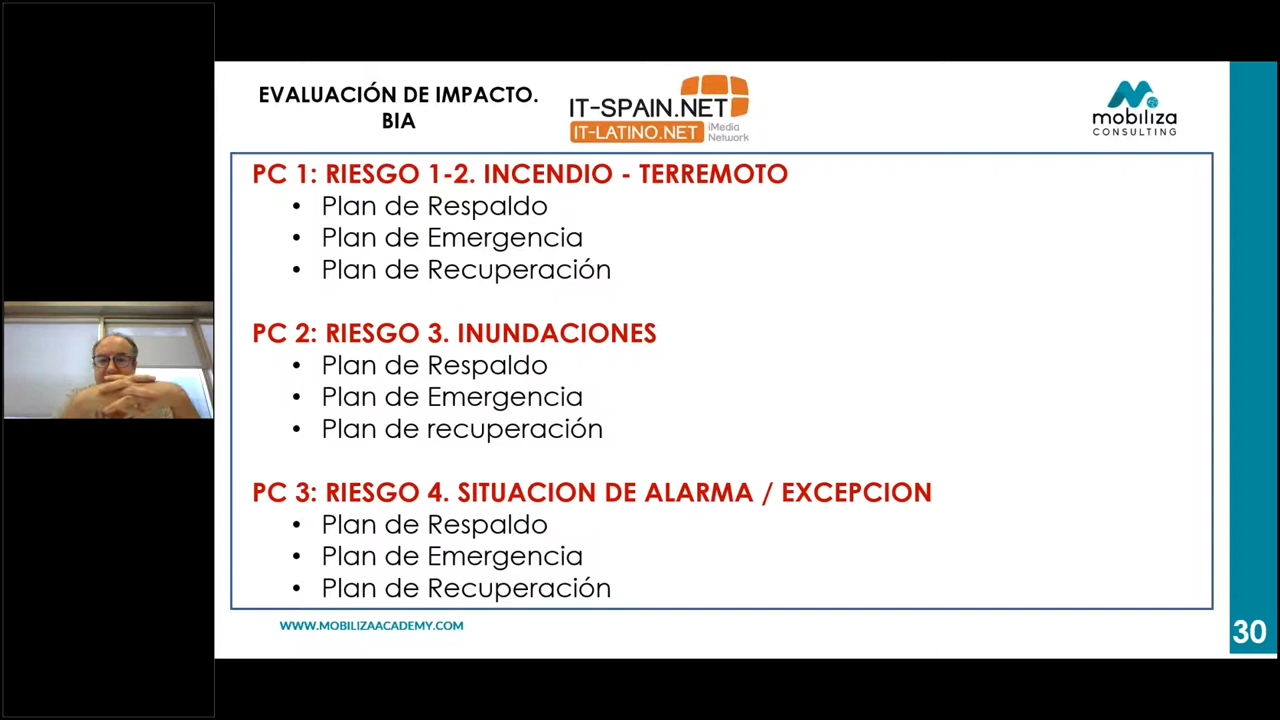 EVALUACIÓN DE IMPACTO.
BIA
IT-SPAIN.NET
IT-LATINO.NET
iMedia
Network
mobiliza
CONSULTING
PC 1: RIESGO 1-2. INCENDIO - TERREMOTO
• Plan de Respaldo
• Plan de Emergencia
• Plan de Recuperación
PC 2: RIESGO 3. INUNDACIONES
• Plan de Respaldo
• Plan de Emergencia
• Plan de recuperación
PC 3: RIESGO 4. SITUACION DE ALARMA / EXCEPCION
• Plan de Respaldo
• Plan de Emergencia
• Plan de Recuperación
WWW.MOBILIZAACADEMY.COM
30